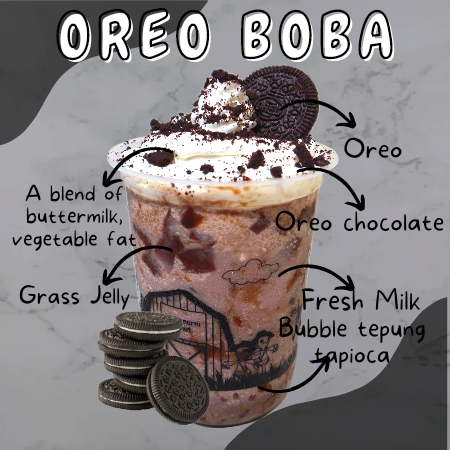 OREO BOBA
Oreo
A blend of
buttermilk,
vegetable fat
Oreo chocolate
Grass Jelly
Fresh Milk
Bubble tepung
tapioca